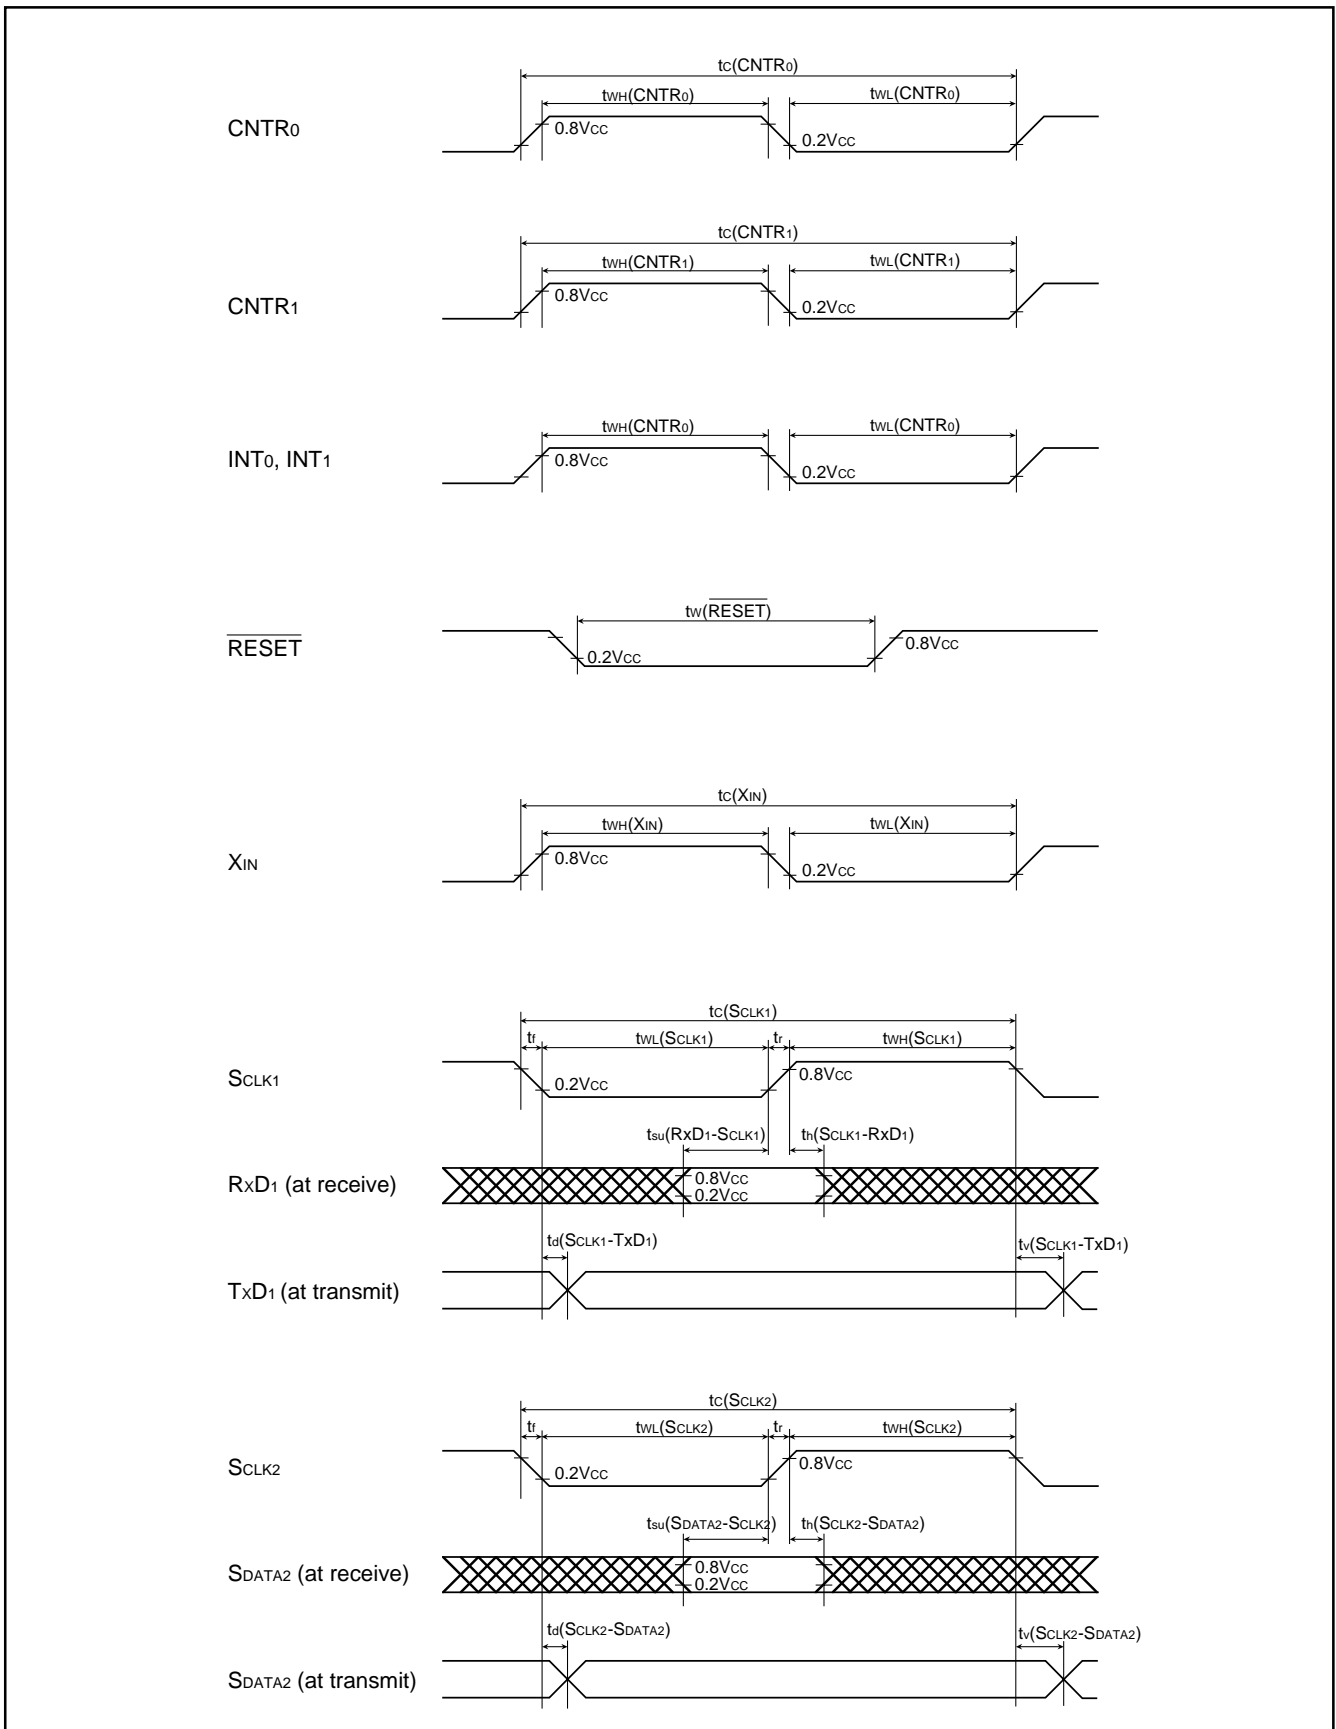 tC(CNTR0)
tWH(CNTR0) tWL(CNTR0)
CNTR0 0.8VCC 0.2VCC
tC(CNTR1)
tWH(CNTR1) tWL(CNTR1)
CNTR1 0.8VCC 0.2VCC
tWH(CNTR0) tWL(CNTR0)
INT0, INT1 0.8VCC 0.2VCC
tW(RESET)
RESET 0.2VCC 0.8VCC
tC(XIN)
tWH(XIN) tWL(XIN)
XIN 0.8VCC 0.2VCC
tC(SCLK1)
tf tWL(SCLK1) tr tWH(SCLK1)
SCLK1 0.2VCC 0.8VCC
tsu(RxD1-SCLK1) th(SCLK1-RxD1)
RXD1 (at receive) 0.8VCC
0.2VCC
td(SCLK1-TxD1) tv(SCLK1-TxD1)
TXD1 (at transmit)
tC(SCLK2)
tf tWL(SCLK2) tr tWH(SCLK2)
SCLK2 0.2VCC 0.8VCC
tsu(SDATA2-SCLK2) th(SCLK2-SDATA2)
SDATA2 (at receive) 0.8VCC
0.2VCC
td(SCLK2-SDATA2) tv(SCLK2-SDATA2)
SDATA2 (at transmit)